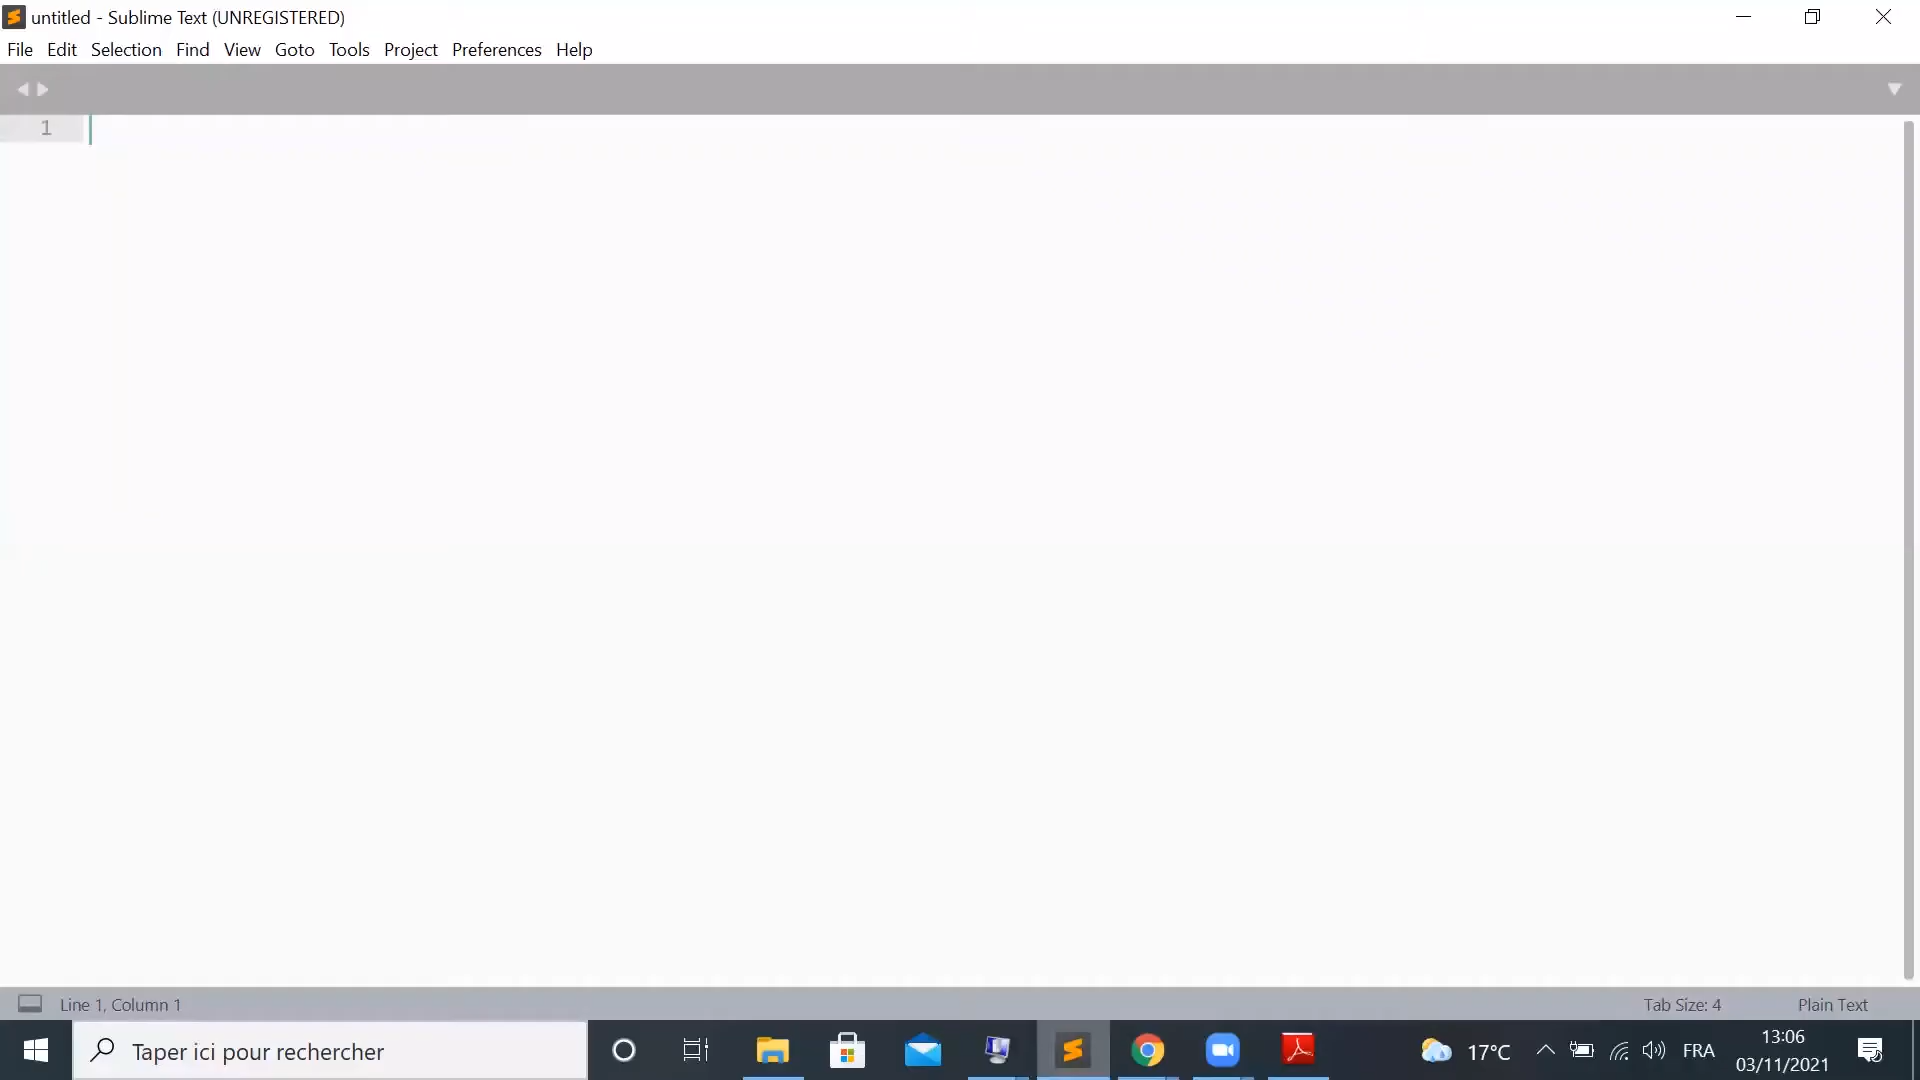 untitled - Sublime Text (UNREGISTERED)
File Edit Selection Find View Goto Tools Project Preferences Help
1
Line 1, Column 1 Tab Size: 4 Plain Text
Taper ici pour rechercher 17°C FRA 13:06
03/11/2021